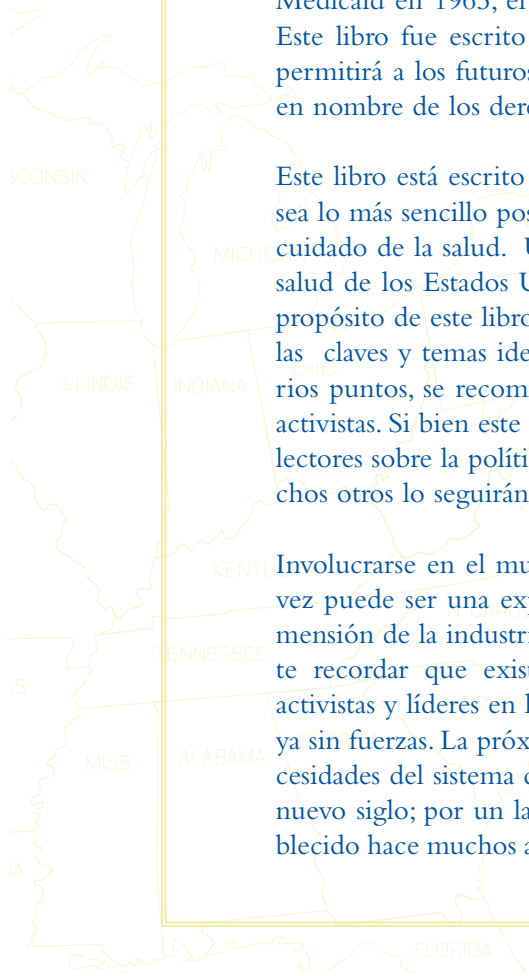 Medicaid en 1965, el
Este libro fue escrito
permitirá a los futuros
en nombre de los dere
Este libro está escrito
sea lo más sencillo pos
cuidado de la salud. U
salud de los Estados U
propósito de este libro
las claves y temas ide
rios puntos, se recomi
activistas. Si bien este
lectores sobre la políti
chos otros lo seguirán
Involucrarse en el mu
vez puede ser una exp
mensión de la industri
te recordar que exist
activistas y líderes en l
ya sin fuerzas. La próx
cesidades del sistema d
nuevo siglo; por un la
blecido hace muchos a
SCONSIN
MICHIG
ILLINOIS
INDIANA
OHIO
KENTU
TENNESSEE
MISS.
ALABAMA
FLORIDA